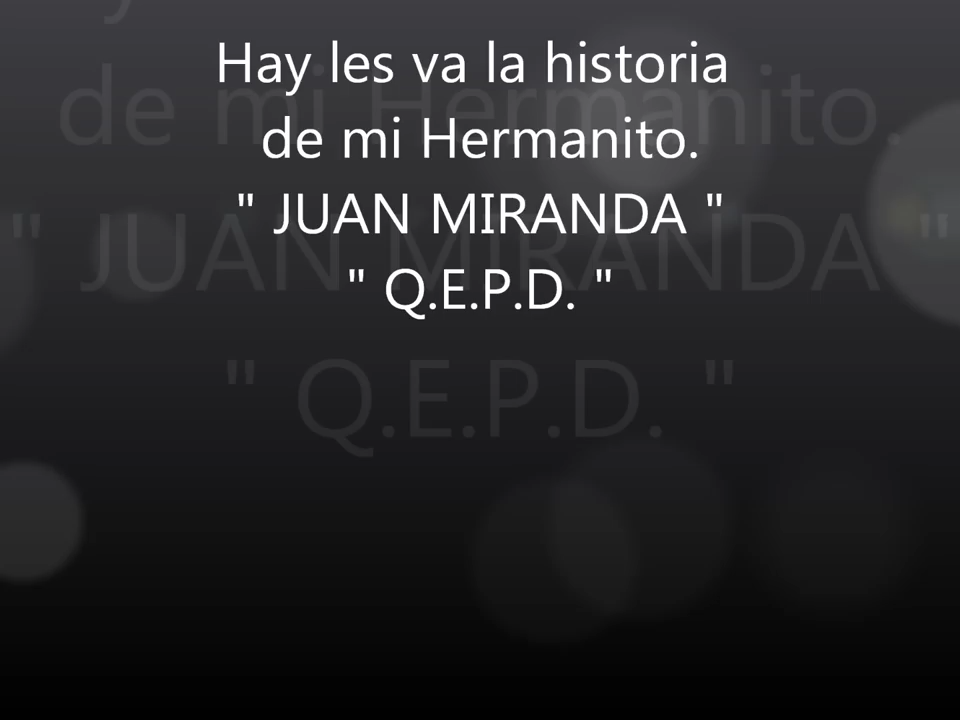 Hay les va la historia
de mi Hermanito.
" JUAN MIRANDA "
" Q.E.P.D. "